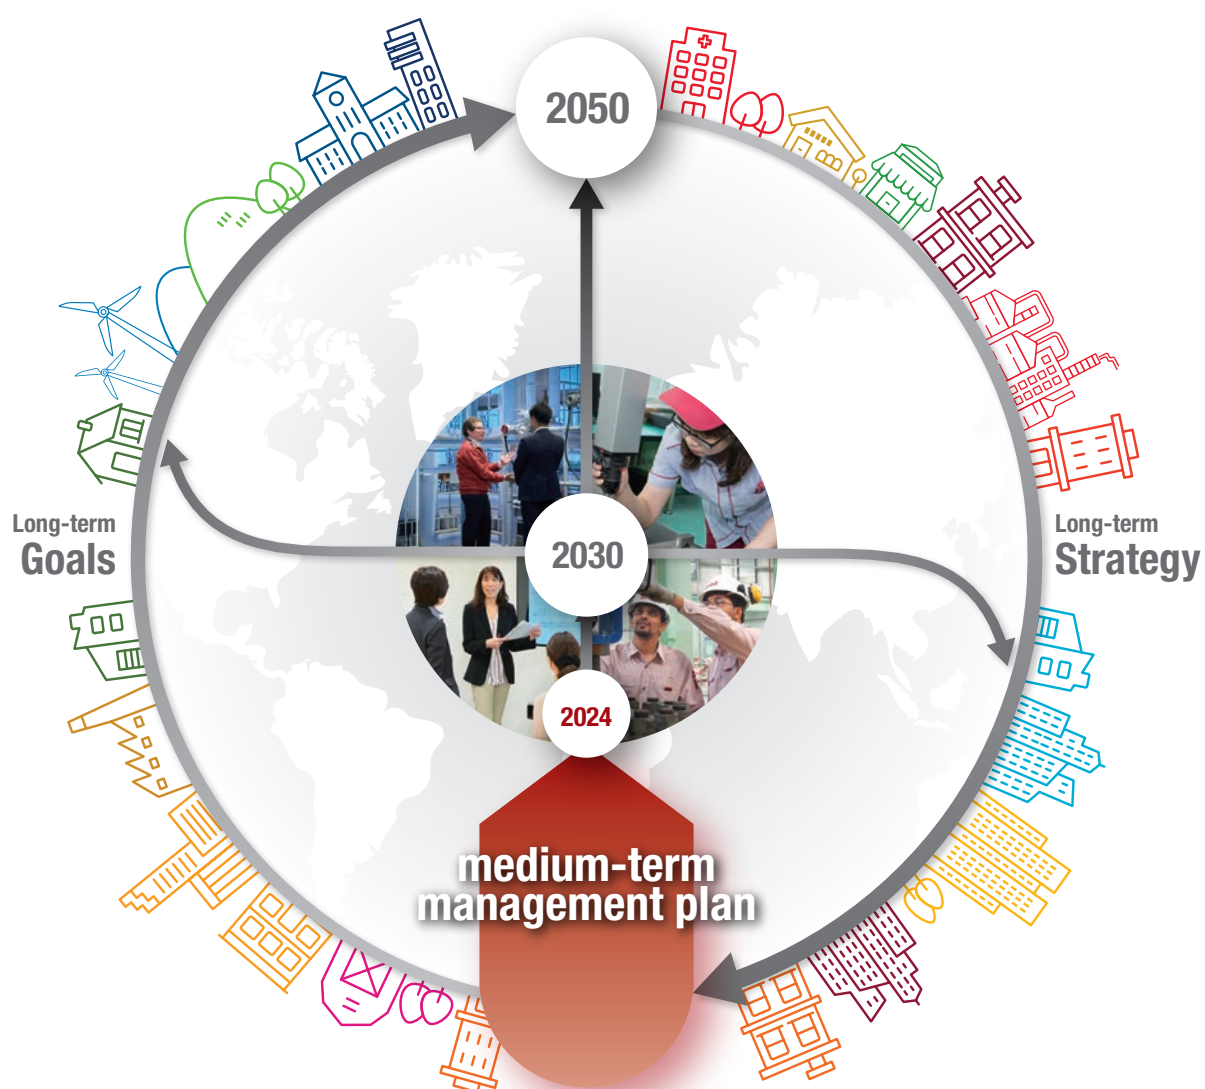 2050
Long-term
Goals
2030
Long-term
Strategy
2024
medium-term
management plan